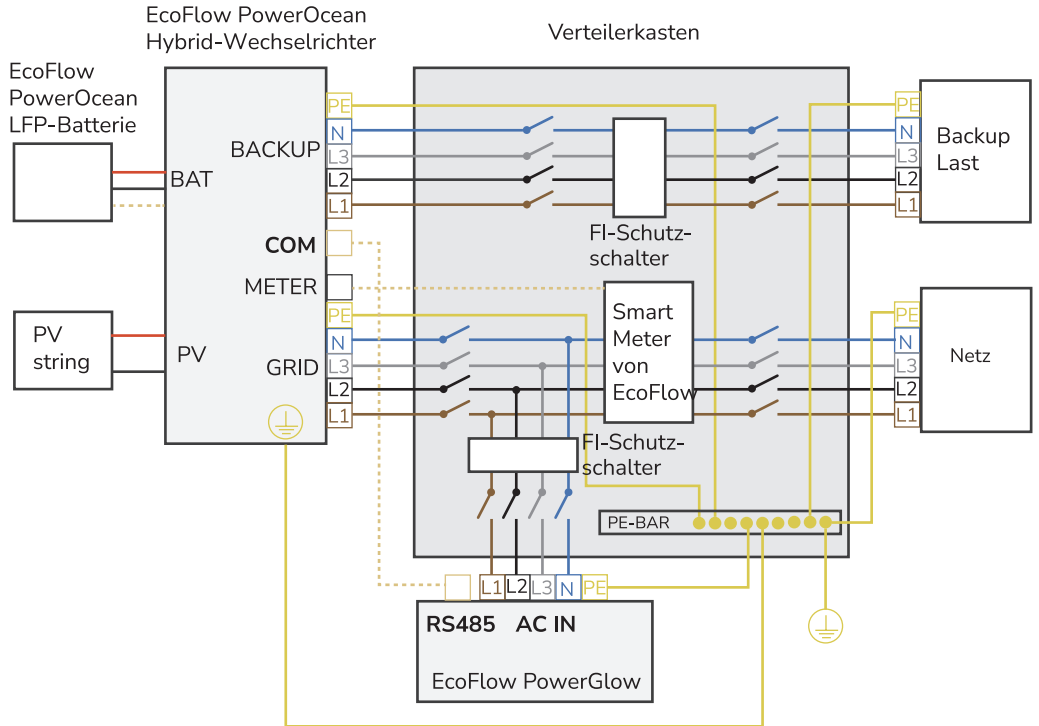 EcoFlow PowerOcean
Hybrid-Wechselrichter
Verteilerkasten
EcoFlow
PowerOcean
LFP-Batterie
BAT
BACKUP
PE
N
L3
L2
L1
FI-Schutz-
schalter
PE
N
L3
L2
L1
Backup
Last
COM
METER
PV
string
PV
GRID
PE
N
L3
L2
L1
Smart
Meter
von
EcoFlow
PE
N
L3
L2
L1
Netz
FI-Schutz-
schalter
PE-BAR
L1 L2 L3 N PE
RS485 AC IN
EcoFlow PowerGlow